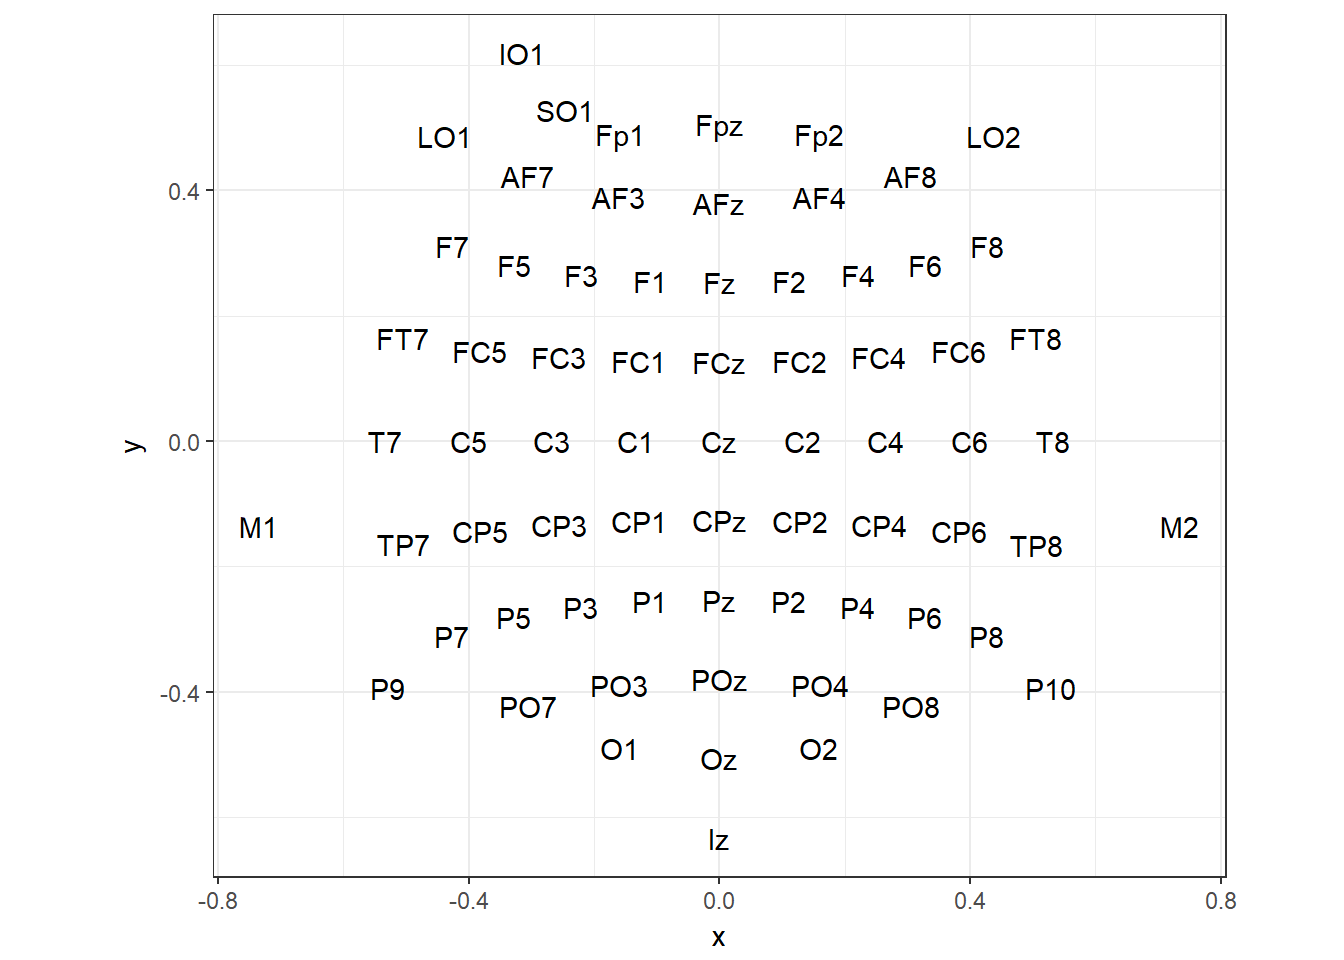 IO1
SO1
Fpz
LO1 Fp1 Fp2 LO2
AF7 AF8
AF3 AFz AF4
0.4
F7 F8
F5 F3 F1 Fz F2 F4 F6
FT7 FT8
FC5 FC3 FC1 FCz FC2 FC4 FC6
y 0.0 T7 C5 C3 C1 Cz C2 C4 C6 T8
M1 CP5 CP3 CP1 CPz CP2 CP4 CP6 M2
TP7 TP8
P5 P3 P1 Pz P2 P4 P6
P7 P8
-0.4 P9 PO3 POz PO4 P10
PO7 PO8
O1 Oz O2
Iz
-0.8 -0.4 0.0 0.4 0.8
x